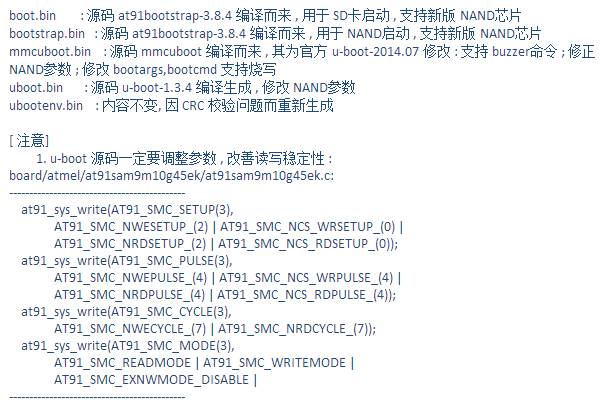 boot.bin : 源码 at91bootstrap-3.8.4 编译而来 , 用于 SD卡启动 , 支持新版 NAND芯片
bootstrap.bin : 源码 at91bootstrap-3.8.4 编译而来 , 用于 NAND启动 , 支持新版 NAND芯片
mmcuboot.bin : 源码 mmcuboot 编译而来 , 其为官方 u-boot-2014.07 修改 : 支持 buzzer命令 ; 修正
NAND参数 ; 修改 bootargs,bootcmd 支持烧写
uboot.bin : 源码 u-boot-1.3.4 编译生成 , 修改 NAND参数
ubootenv.bin : 内容不变, 因 CRC 校验问题而重新生成
[ 注意]
1. u-boot 源码一定要调整参数 , 改善读写稳定性 :
board/atmel/at91sam9m10g45ek/at91sam9m10g45ek.c:
--------------------------------------------
at91_sys_write(AT91_SMC_SETUP(3),
AT91_SMC_NWESETUP_(2) | AT91_SMC_NCS_WRSETUP_(0) |
AT91_SMC_NRDSETUP_(2) | AT91_SMC_NCS_RDSETUP_(0));
at91_sys_write(AT91_SMC_PULSE(3),
AT91_SMC_NWEPULSE_(4) | AT91_SMC_NCS_WRPULSE_(4) |
AT91_SMC_NRDPULSE_(4) | AT91_SMC_NCS_RDPULSE_(4));
at91_sys_write(AT91_SMC_CYCLE(3),
AT91_SMC_NWECYCLE_(7) | AT91_SMC_NRDCYCLE_(7));
at91_sys_write(AT91_SMC_MODE(3),
AT91_SMC_READMODE | AT91_SMC_WRITEMODE |
AT91_SMC_EXNWMODE_DISABLE |
--------------------------------------------